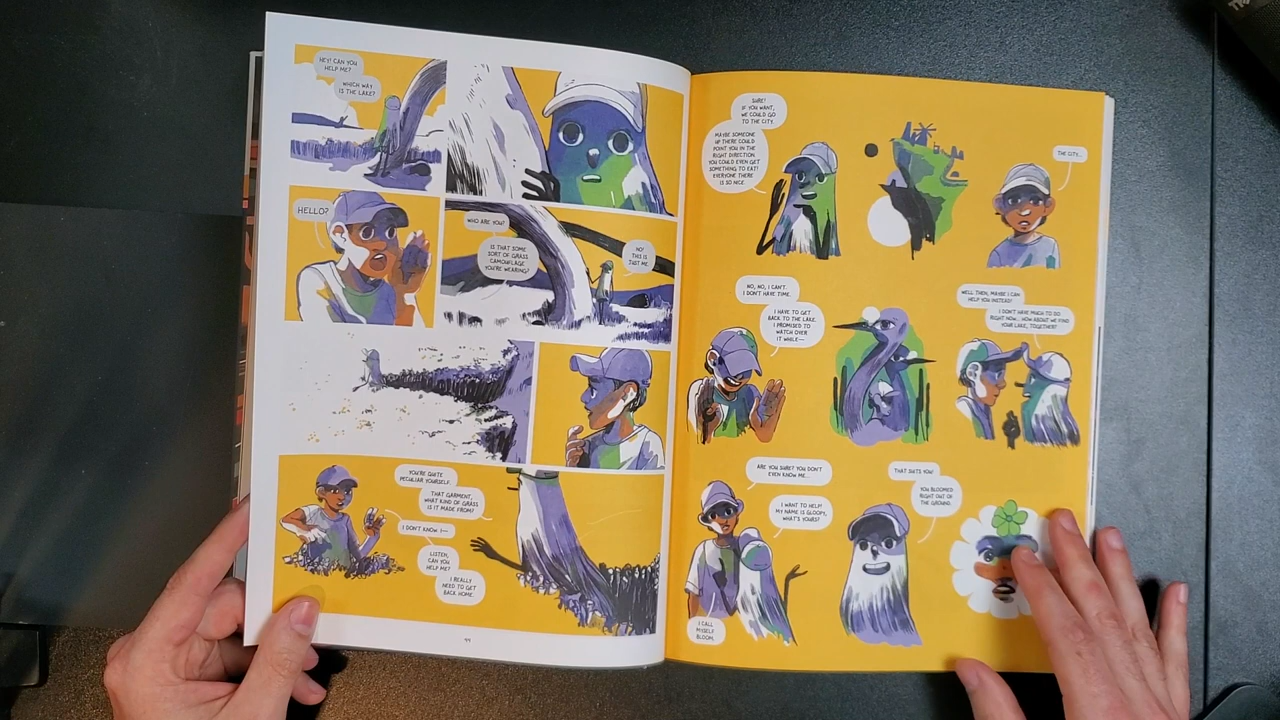 HEY! CAN YOU
HELP ME?
WHICH WAY
IS THE LAKE?
HELLO?
WHO ARE YOU?
IS THAT SOME
SORT OF GRASS
CAMOUFLAGE
YOU'RE WEARING?
NO!
THIS IS
JUST ME.
YOU'RE QUITE
PECULIAR YOURSELF.
THAT GARMENT,
WHAT KIND OF GRASS
IS IT MADE FROM?
I DON'T KNOW. I—
LISTEN,
CAN YOU
HELP ME?
I REALLY
NEED TO GET
BACK HOME.
SURE!
IF YOU WANT,
WE COULD GO
TO THE CITY.
MAYBE SOMEONE
UP THERE COULD
POINT YOU IN THE
RIGHT DIRECTION.
YOU COULD EVEN GET
SOMETHING TO EAT!
EVERYONE THERE
IS SO NICE.
THE CITY...
NO, NO, I CAN'T.
I DON'T HAVE TIME.
I HAVE TO GET
BACK TO THE LAKE.
I PROMISED TO
WATCH OVER
IT WHILE—
WELL THEN, MAYBE I CAN
HELP YOU INSTEAD!
I DON'T HAVE MUCH TO DO
RIGHT NOW... HOW ABOUT WE FIND
YOUR LAKE, TOGETHER?
ARE YOU SURE? YOU DON'T
EVEN KNOW ME...
I WANT TO HELP!
MY NAME IS GLOOPY,
WHAT'S YOURS?
I CALL
MYSELF
BLOOM.
THAT SUITS YOU!
YOU BLOOMED
RIGHT OUT OF
THE GROUND.